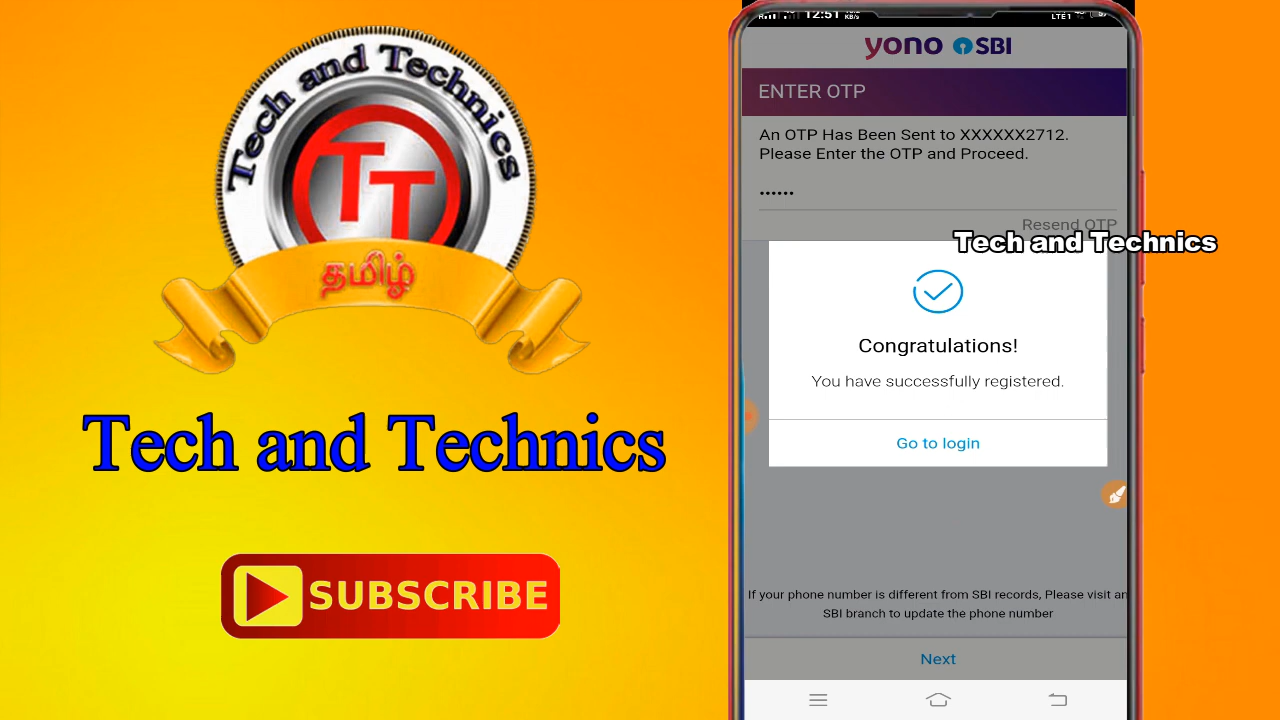 Tech and Technics
TT
தமிழ்
Tech and Technics
SUBSCRIBE
12:51
KB/s
LTE1
yono SBI
ENTER OTP
An OTP Has Been Sent to XXXXXX2712.
Please Enter the OTP and Proceed.
••••••
Resend OTP
Tech and Technics
Congratulations!
You have successfully registered.
Go to login
If your phone number is different from SBI records, Please visit an
SBI branch to update the phone number
Next